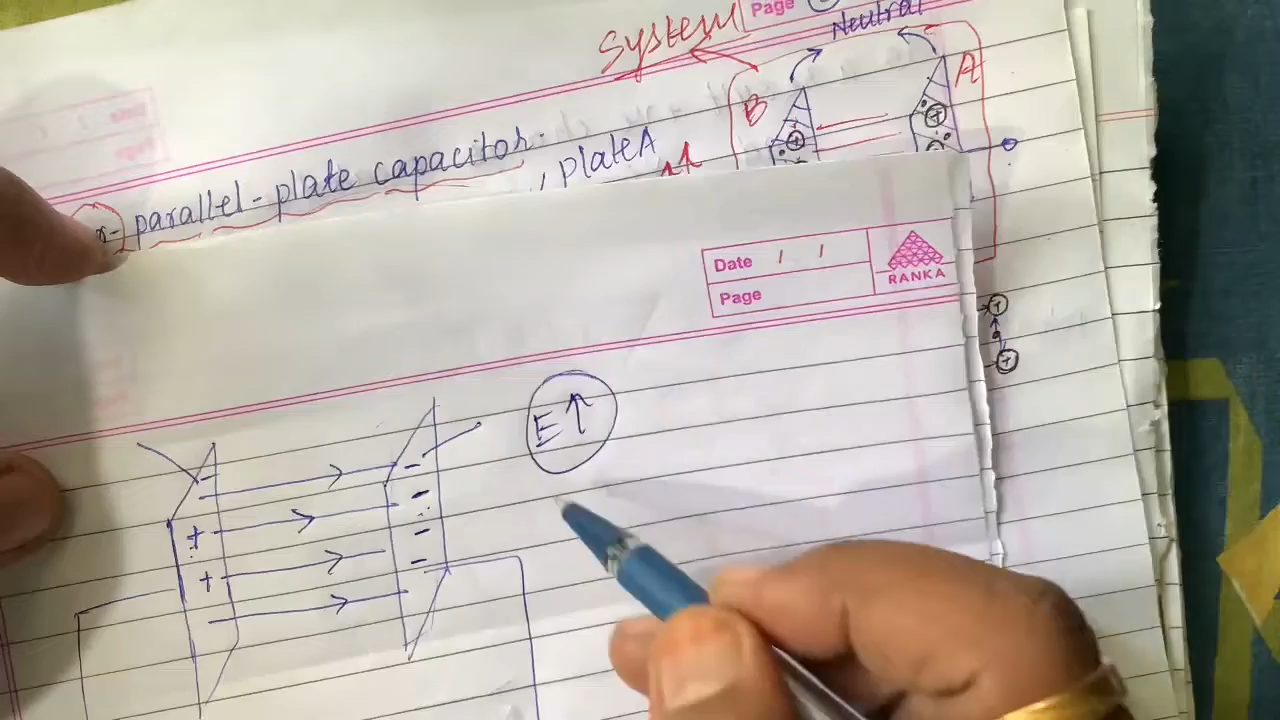 System
Page
Neutral
B
A
parallel-plate capacitor.
, plate A
Date / /
Page
RANKA
E↑